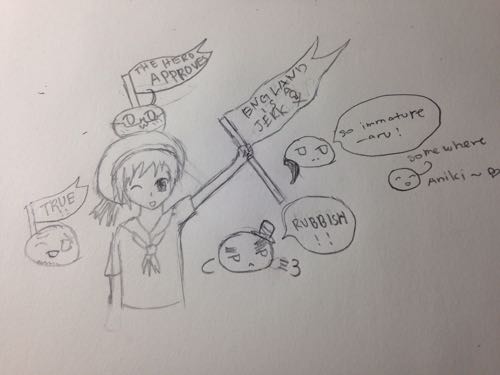 THE HERO
APPROVES
ENGLAND
IS A
JERK
so immature
-aru!
somewhere
Aniki~
TRUE!
RUBBISH
!!